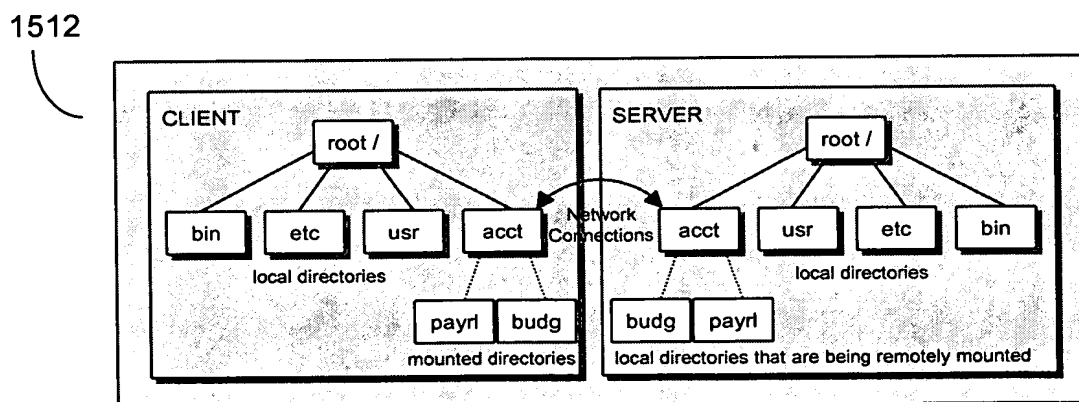 1512
CLIENT
root /
bin
etc
usr
acct
local directories
payrl
budg
mounted directories
Network
Connections
SERVER
root /
acct
usr
etc
bin
local directories
budg
payrl
local directories that are being remotely mounted